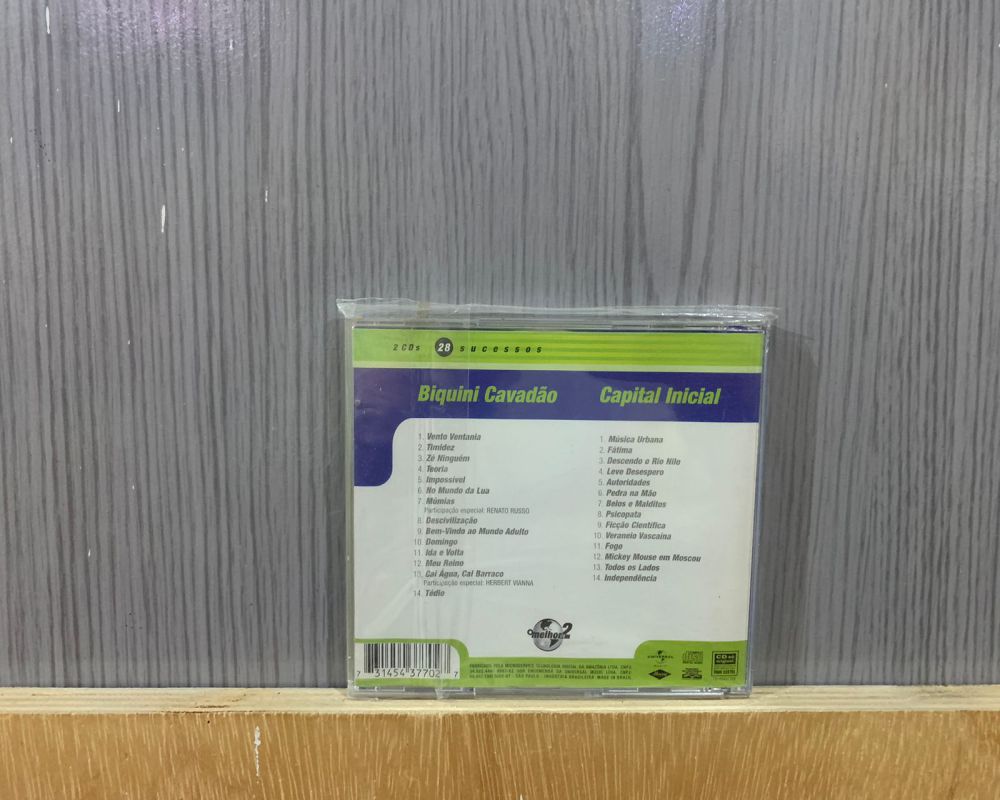 2 CDs 28 sucessos
Biquini Cavadão
1. Vento Ventania
2. Timidez
3. Zé Ninguém
4. Teoria
5. Impossível
6. No Mundo da Lua
7. Múmias
Participação especial: RENATO RUSSO
8. Descivilização
9. Bem-Vindo ao Mundo Adulto
10. Domingo
11. Ida e Volta
12. Meu Reino
13. Cai Água, Cai Barraco
Participação especial: HERBERT VIANNA
14. Tédio
Capital Inicial
1. Música Urbana
2. Fátima
3. Descendo o Rio Nilo
4. Leve Desespero
5. Autoridades
6. Pedra na Mão
7. Belos e Malditos
8. Psicopata
9. Ficção Científica
10. Veraneio Vascaína
11. Fogo
12. Mickey Mouse em Moscou
13. Todos os Lados
14. Independência
O melhor 2
7 31454 37702 7
UNIVERSAL